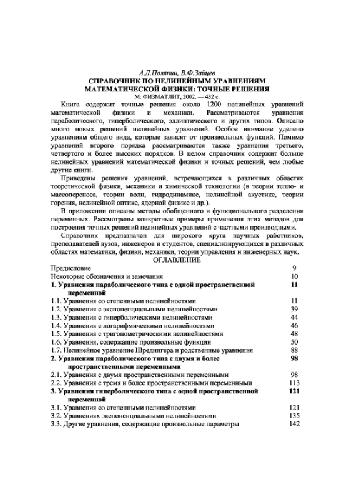 А.Д.Полянин, В.Ф.Зайцев
СПРАВОЧНИК ПО НЕЛИНЕЙНЫМ УРАВНЕНИЯМ
МАТЕМАТИЧЕСКОЙ ФИЗИКИ: ТОЧНЫЕ РЕШЕНИЯ
М. ФИЗМАТЛИТ, 2002. — 432 с.
Книга содержит точные решения около 1200 нелинейных уравнений
математической физики и механики. Рассматриваются уравнения
параболического, гиперболического, эллиптического и других типов. Описано
много новых решений нелинейных уравнений. Особое внимание уделено
уравнениям общего вида, которые зависят от произвольных функций. Помимо
уравнений второго порядка рассматриваются также уравнения третьего,
четвертого и более высоких порядков. В целом справочник содержит больше
нелинейных уравнений математической физики и точных решений, чем любые
другие книги.
Приведены решения уравнений, встречающихся в различных областях
теоретической физики, механики и химической технологии (в теории тепло- и
массопереноса, теории волн, гидродинамике, нелинейной акустике, теории
горения, нелинейной оптике, ядерной физике и др.).
В приложении описаны методы обобщенного и функционального разделения
переменных. Рассмотрены конкретные примеры применения этих методов для
построения точных решений нелинейных уравнений с частными производными.
Справочник предназначен для широкого круга научных работников,
преподавателей вузов, инженеров и студентов, специализирующихся в различных
областях математики, физики, механики, теории управления и инженерных наук.
ОГЛАВЛЕНИЕ
Предисловие 9
Некоторые обозначения и замечания 10
1. Уравнения параболического типа с одной пространственной 11
переменной
1.1. Уравнения со степенными нелинейностями 11
1.2. Уравнения с экспоненциальными нелинейностями 39
1.3. Уравнения с гиперболическими нелинейностями 44
1.4. Уравнения с логарифмическими нелинейностями 46
1.5. Уравнения с тригонометрическими нелинейностями 48
1.6. Уравнения, содержащие произвольные функции 50
1.7. Нелинейное уравнение Шредингера и родственные уравнения 88
2. Уравнения параболического типа с двумя и более 98
пространственными переменными
2.1. Уравнения с двумя пространственными переменными 98
2.2. Уравнения с тремя и более пространственными переменными 113
3. Уравнения гиперболического типа с одной пространственной 121
переменной
3.1. Уравнения со степенными нелинейностями 121
3.2. Уравнения с экспоненциальными нелинейностями 135
3.3. Другие уравнения, содержащие произвольные параметры 142